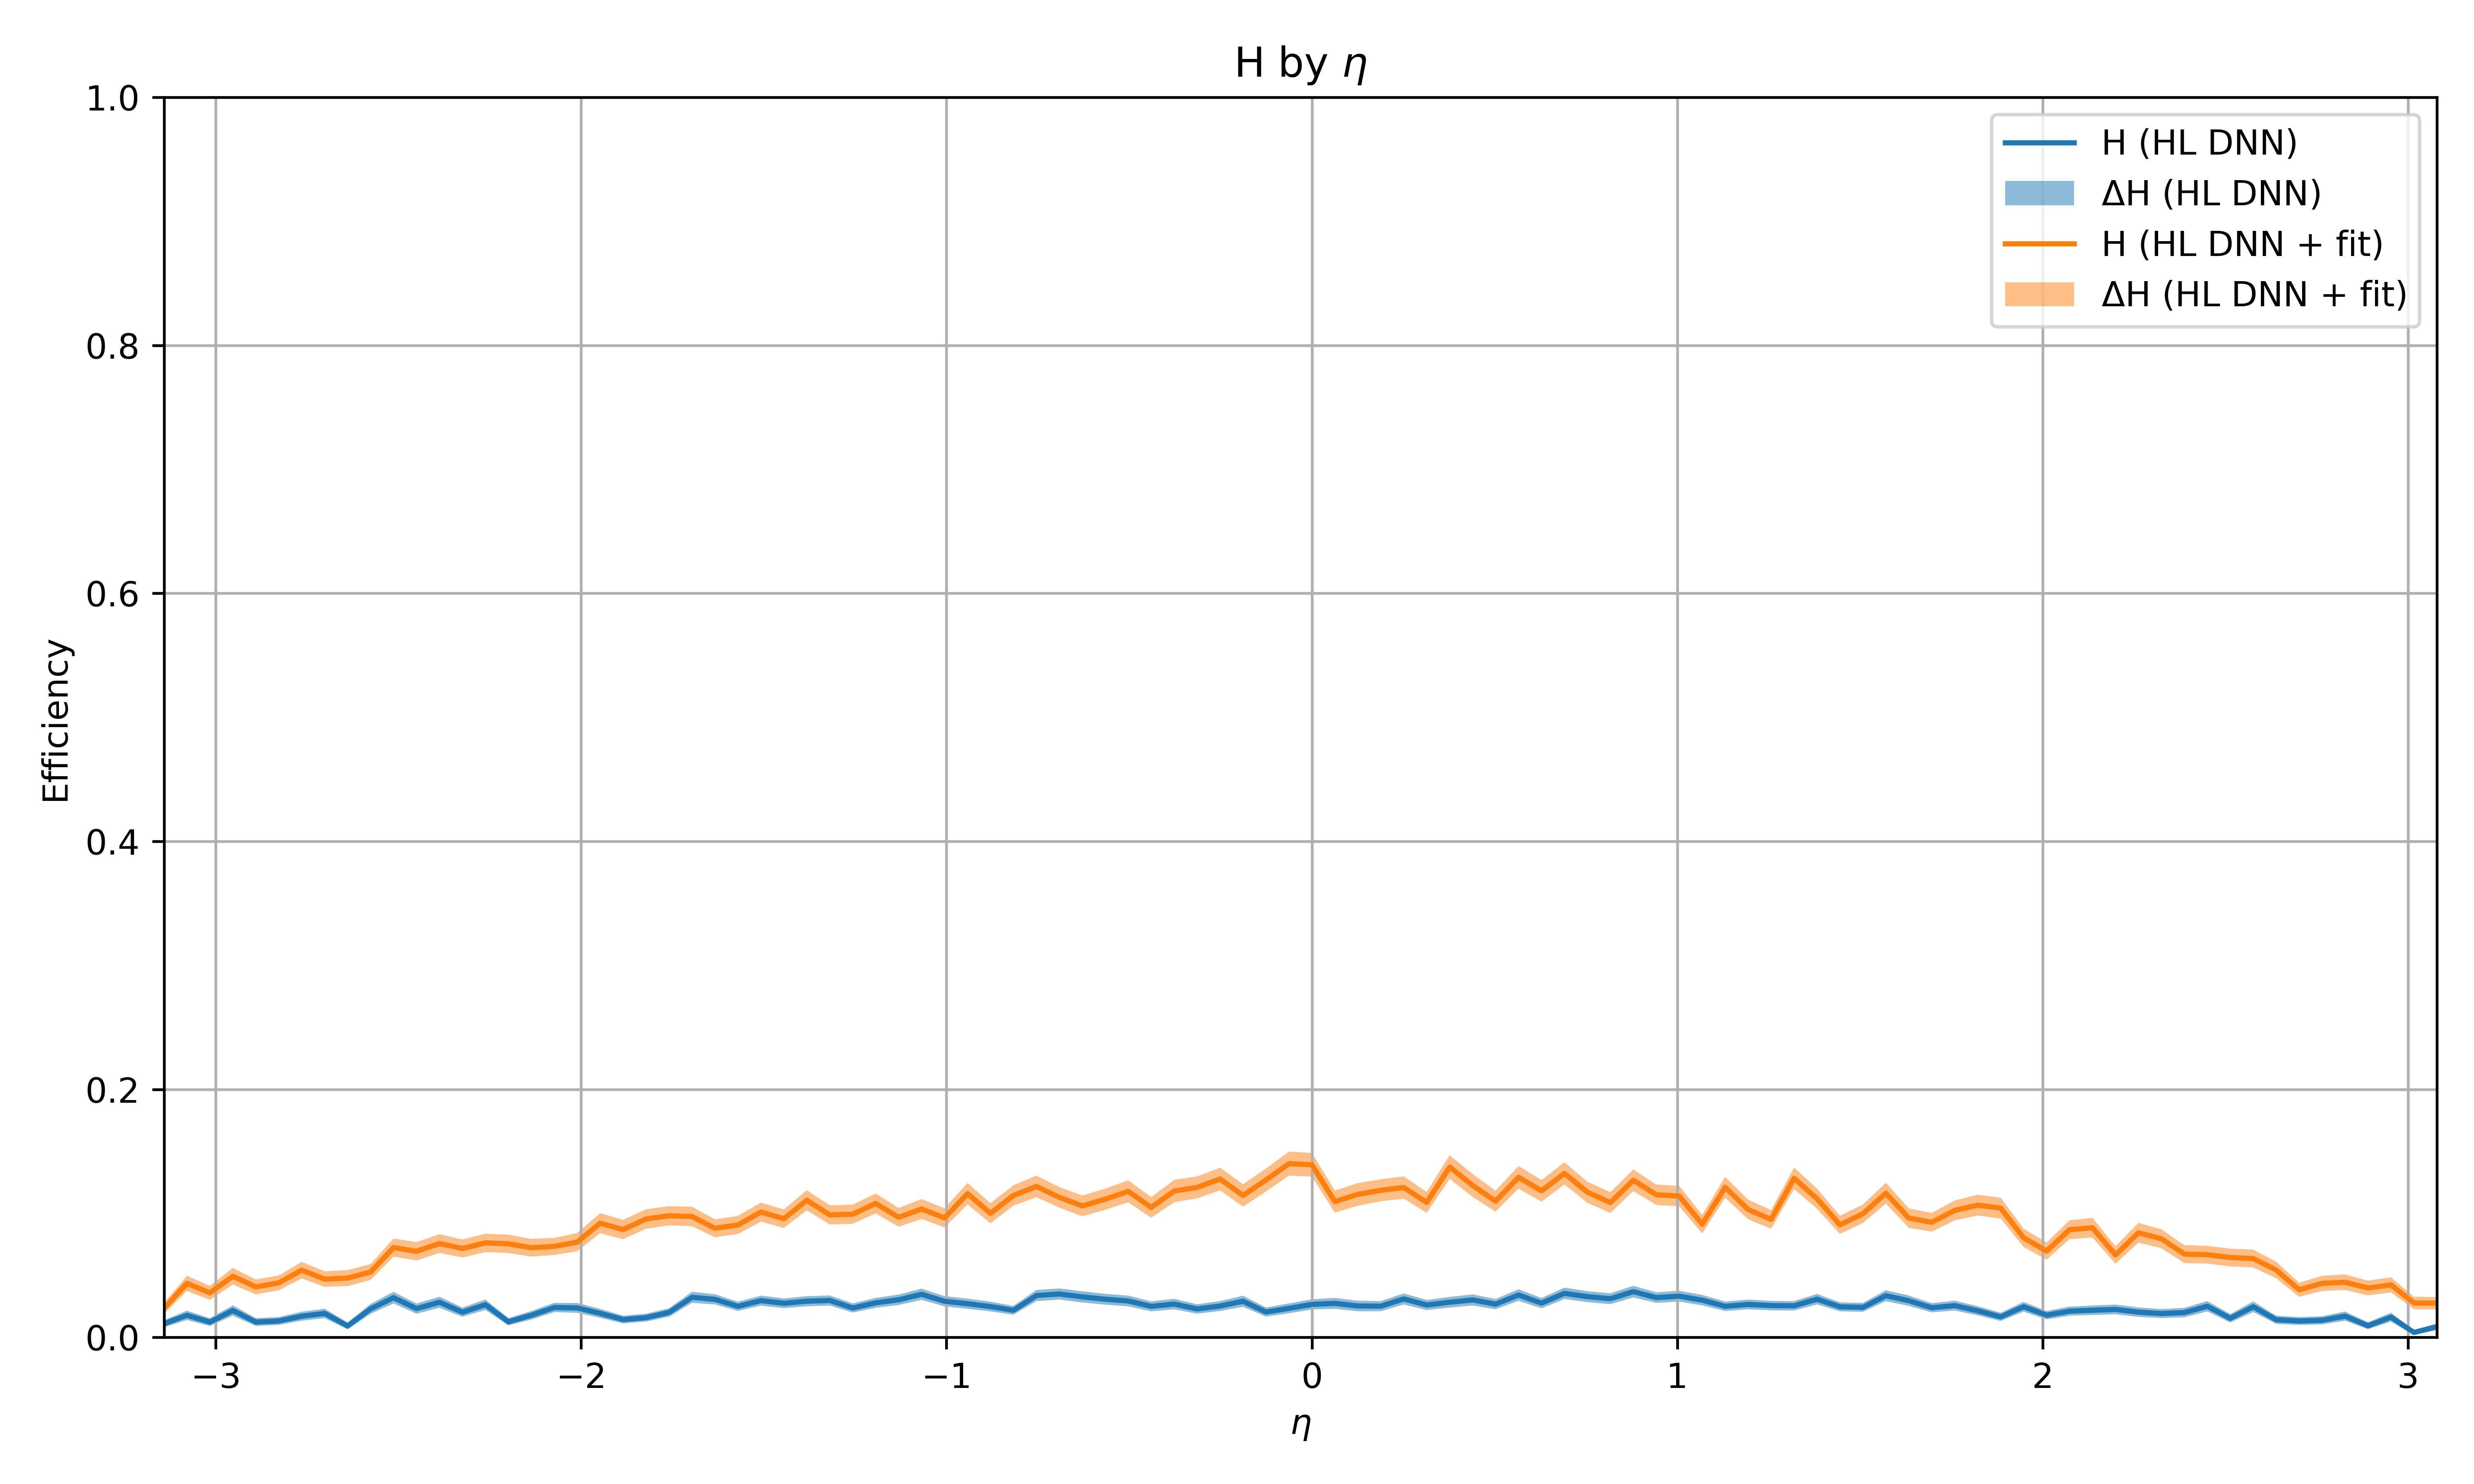 H by η
1.0
0.8
0.6
0.4
0.2
0.0
Efficiency
H (HL DNN)
ΔH (HL DNN)
H (HL DNN + fit)
ΔH (HL DNN + fit)
−3
−2
−1
0
1
2
3
η